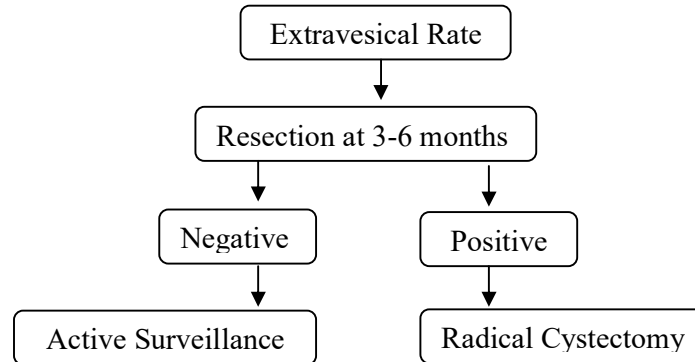 Extravesical Rate
Resection at 3-6 months
Negative
Positive
Active Surveillance
Radical Cystectomy